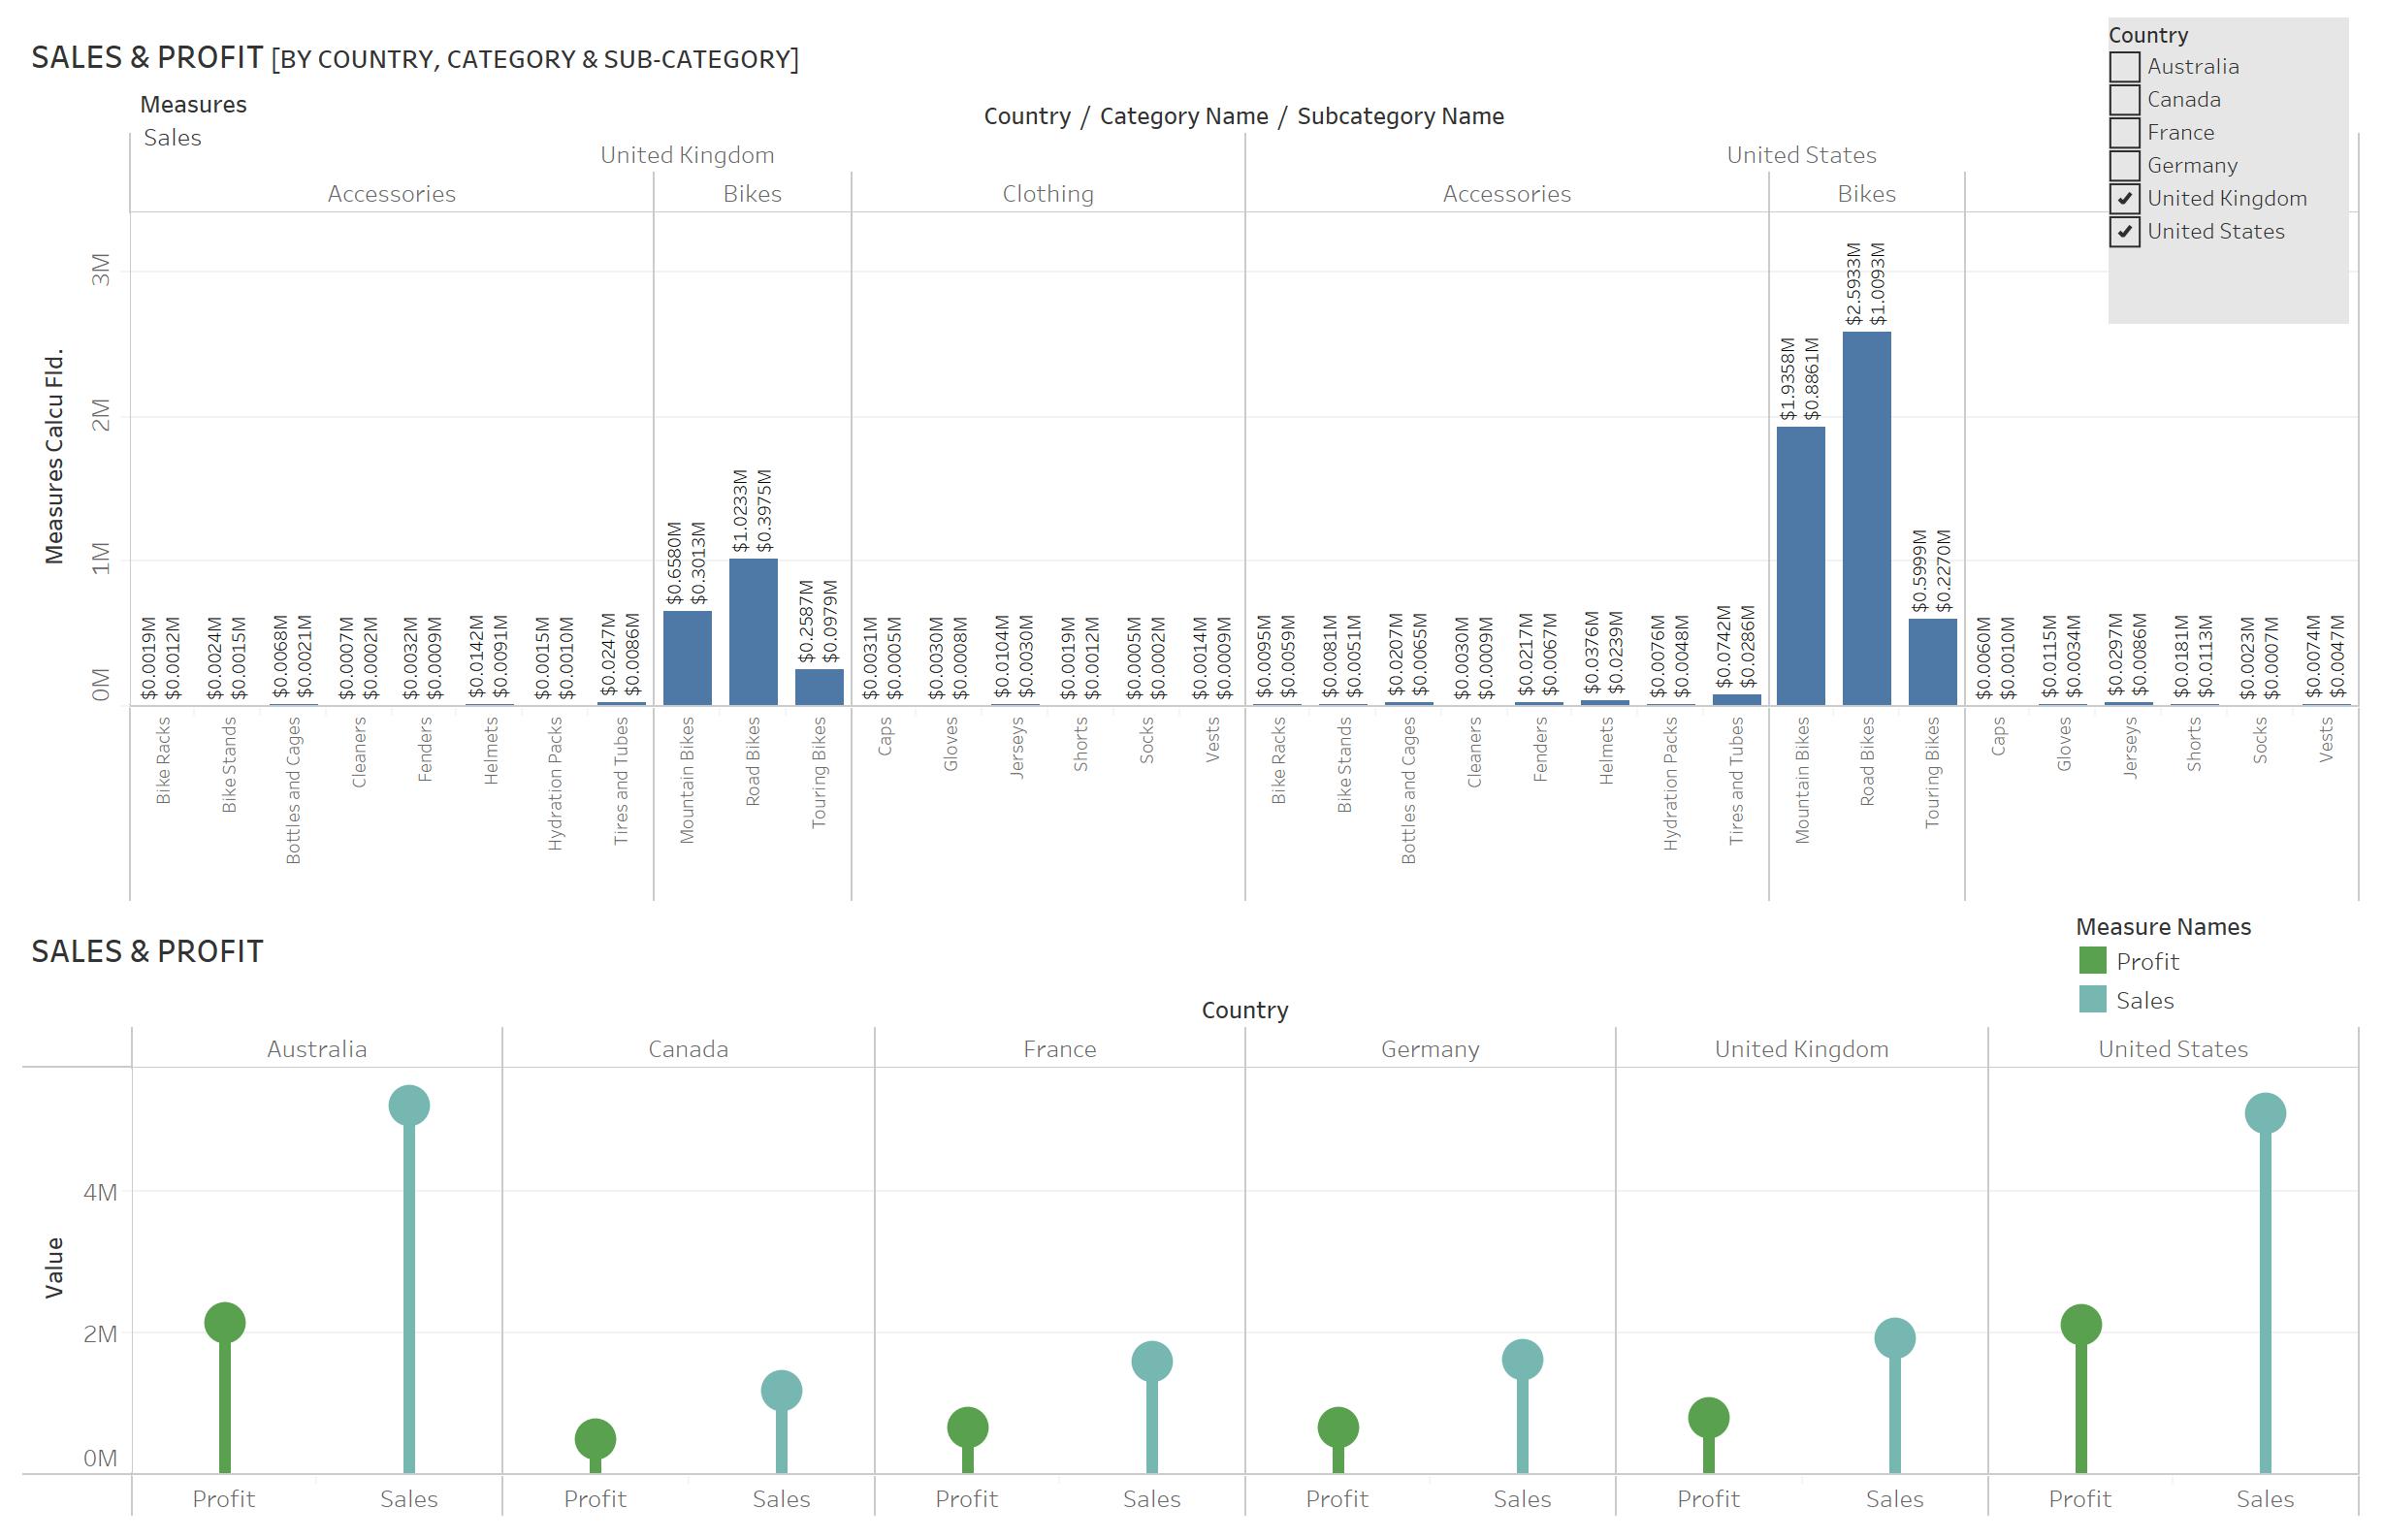 SALES & PROFIT [BY COUNTRY, CATEGORY & SUB-CATEGORY]
Country
Australia
Canada
France
Germany
United Kingdom
United States
Measures
Sales
Country / Category Name / Subcategory Name
United Kingdom
United States
Accessories
Bikes
Clothing
Accessories
Bikes
Measures Calcu Fld.
3M
2M
1M
0M
$0.0019M
$0.0012M
$0.0024M
$0.0015M
$0.0068M
$0.0021M
$0.0007M
$0.0002M
$0.0032M
$0.0009M
$0.0142M
$0.0091M
$0.0015M
$0.0010M
$0.0247M
$0.0086M
$0.6580M
$0.3013M
$1.0233M
$0.3975M
$0.2587M
$0.0979M
$0.0031M
$0.0005M
$0.0030M
$0.0008M
$0.0104M
$0.0030M
$0.0019M
$0.0012M
$0.0005M
$0.0002M
$0.0014M
$0.0009M
$0.0095M
$0.0059M
$0.0081M
$0.0051M
$0.0207M
$0.0065M
$0.0030M
$0.0009M
$0.0217M
$0.0067M
$0.0376M
$0.0239M
$0.0076M
$0.0048M
$0.0742M
$0.0286M
$1.9358M
$0.8861M
$2.5933M
$1.0093M
$0.5999M
$0.2270M
$0.0060M
$0.0010M
$0.0115M
$0.0034M
$0.0297M
$0.0086M
$0.0181M
$0.0113M
$0.0023M
$0.0007M
$0.0074M
$0.0047M
Bike Racks
Bike Stands
Bottles and Cages
Cleaners
Fenders
Helmets
Hydration Packs
Tires and Tubes
Mountain Bikes
Road Bikes
Touring Bikes
Caps
Gloves
Jerseys
Shorts
Socks
Vests
Bike Racks
Bike Stands
Bottles and Cages
Cleaners
Fenders
Helmets
Hydration Packs
Tires and Tubes
Mountain Bikes
Road Bikes
Touring Bikes
Caps
Gloves
Jerseys
Shorts
Socks
Vests
SALES & PROFIT
Measure Names
Profit
Sales
Country
Australia
Canada
France
Germany
United Kingdom
United States
Value
4M
2M
0M
Profit
Sales
Profit
Sales
Profit
Sales
Profit
Sales
Profit
Sales
Profit
Sales